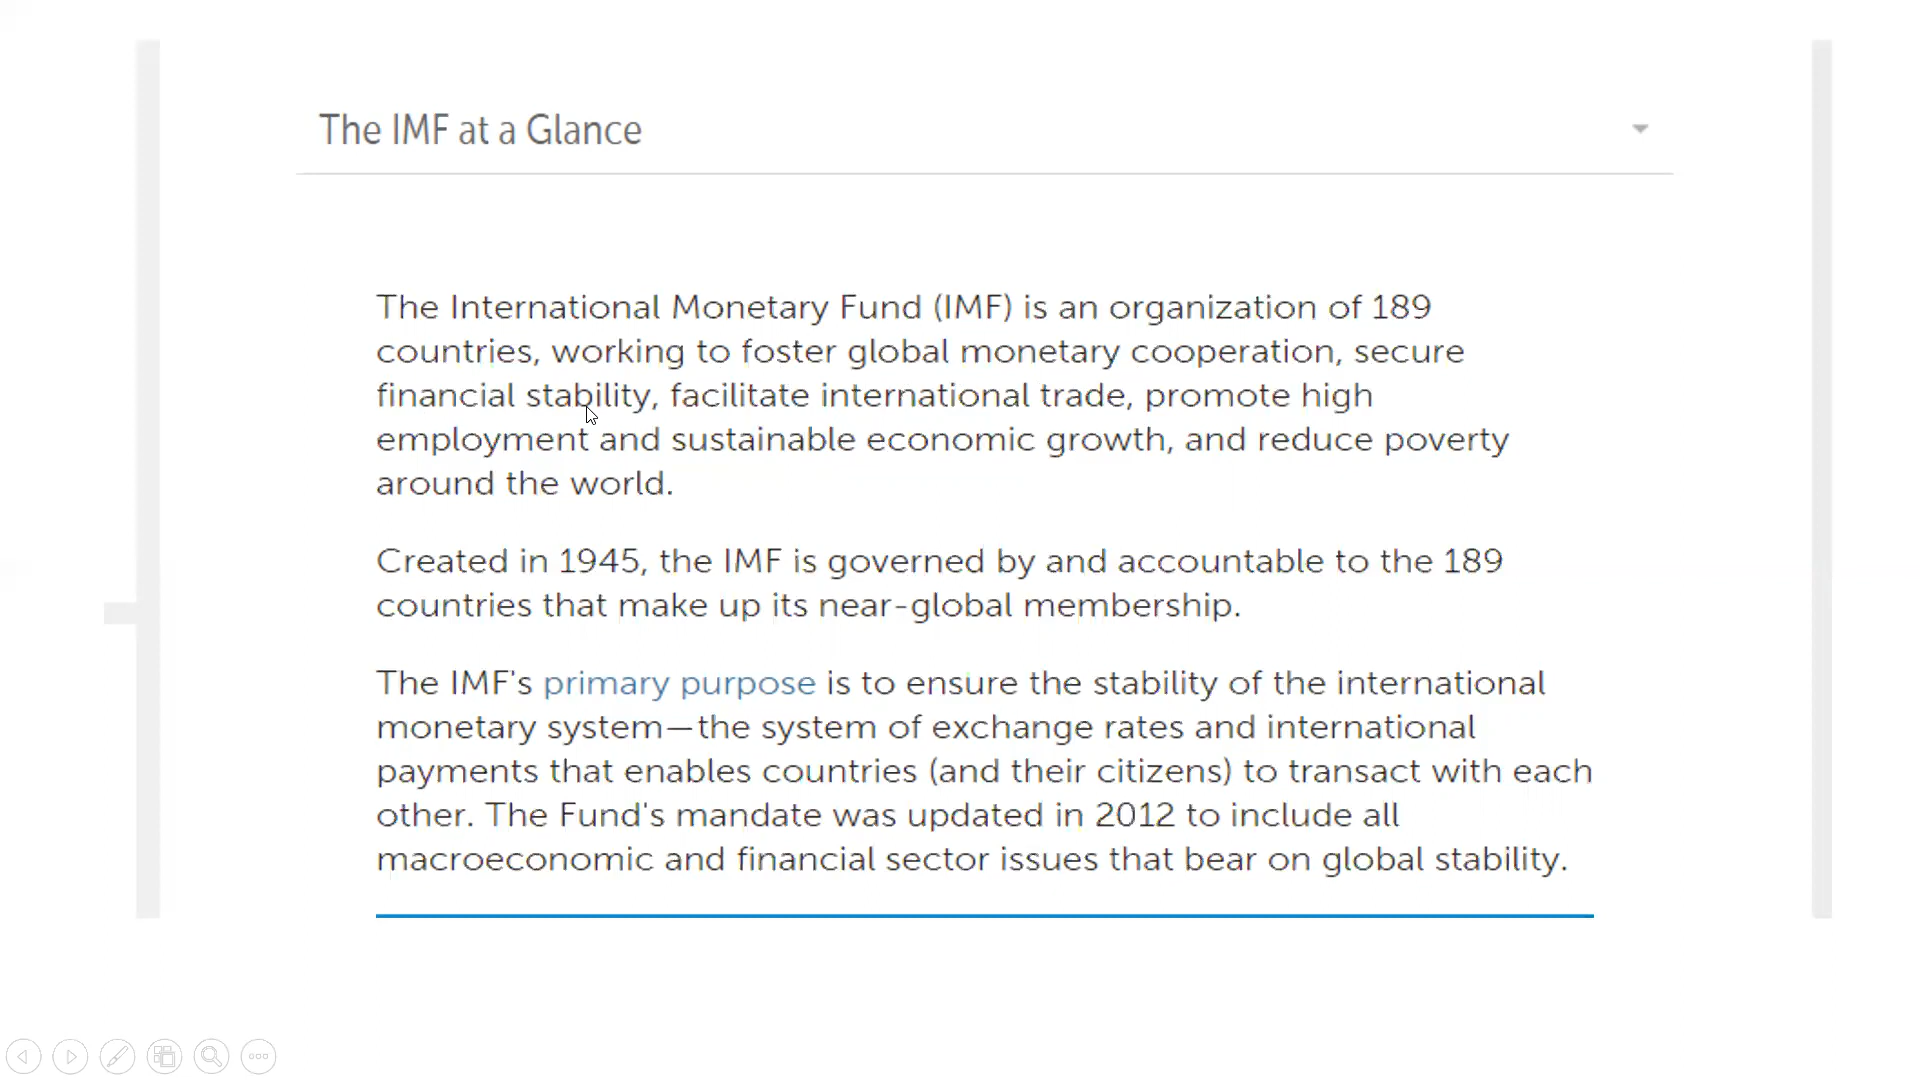 The IMF at a Glance
The International Monetary Fund (IMF) is an organization of 189
countries, working to foster global monetary cooperation, secure
financial stability, facilitate international trade, promote high
employment and sustainable economic growth, and reduce poverty
around the world.
Created in 1945, the IMF is governed by and accountable to the 189
countries that make up its near-global membership.
The IMF's primary purpose is to ensure the stability of the international
monetary system—the system of exchange rates and international
payments that enables countries (and their citizens) to transact with each
other. The Fund's mandate was updated in 2012 to include all
macroeconomic and financial sector issues that bear on global stability.